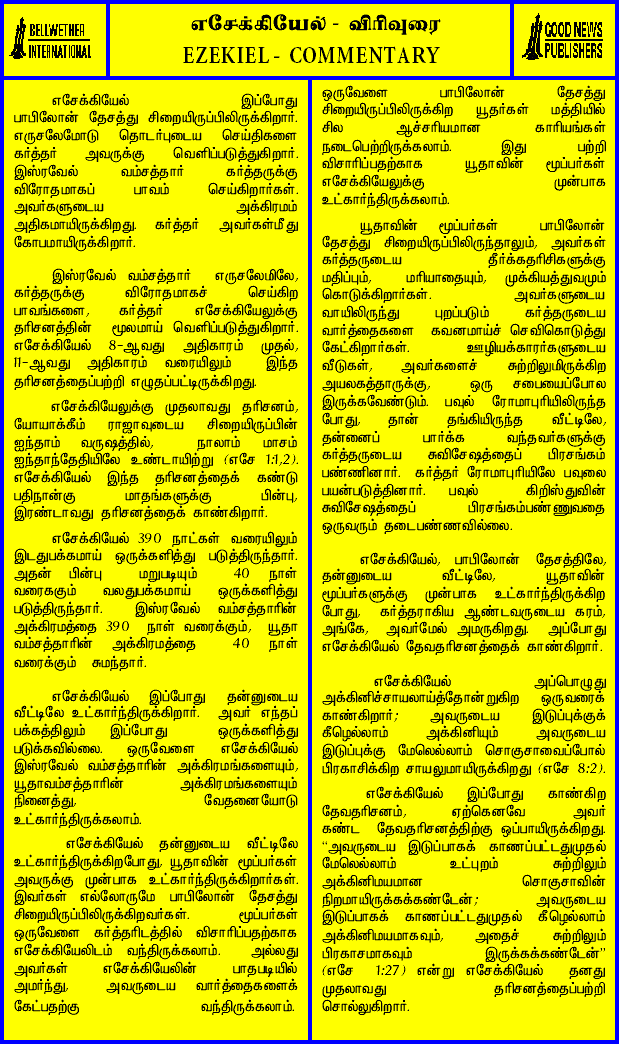 BELLWETHER
INTERNATIONAL
எசேக்கியேல் - விரிவுரை
EZEKIEL - COMMENTARY
GOOD NEWS
PUBLISHERS
எசேக்கியேல் இப்போது
பாபிலோன் தேசத்து சிறையிருப்பிலிருக்கிறார்.
எருசலேமோடு தொடர்புடைய செய்திகளை
கர்த்தர் அவருக்கு வெளிப்படுத்துகிறார்.
இஸ்ரவேல் வம்சத்தார் கர்த்தருக்கு
விரோதமாகப் பாவம் செய்கிறார்கள்.
அவர்களுடைய அக்கிரமம்
அதிகமாயிருக்கிறது. கர்த்தர் அவர்கள்மீது
கோபமாயிருக்கிறார்.
இஸ்ரவேல் வம்சத்தார் எருசலேமிலே,
கர்த்தருக்கு விரோதமாகச் செய்கிற
பாவங்களை, கர்த்தர் எசேக்கியேலுக்கு
தரிசனத்தின் மூலமாய் வெளிப்படுத்துகிறார்.
எசேக்கியேல் 8-ஆவது அதிகாரம் முதல்,
11-ஆவது அதிகாரம் வரையிலும் இந்த
தரிசனத்தைப்பற்றி எழுதப்பட்டிருக்கிறது.
எசேக்கியேலுக்கு முதலாவது தரிசனம்,
யோயாக்கீம் ராஜாவுடைய சிறையிருப்பின்
ஐந்தாம் வருஷத்தில், நாலாம் மாசம்
ஐந்தாந்தேதியிலே உண்டாயிற்று (எசே 1:1,2).
எசேக்கியேல் இந்த தரிசனத்தைக் கண்டு
பதினான்கு மாதங்களுக்கு பின்பு,
இரண்டாவது தரிசனத்தைக் காண்கிறார்.
எசேக்கியேல் 390 நாட்கள் வரையிலும்
இடதுபக்கமாய் ஒருக்களித்து படுத்திருந்தார்.
அதன் பின்பு மறுபடியும் 40 நாள்
வரைகும் வலதுபக்கமாய் ஒருக்களித்து
படுத்திருந்தார். இஸ்ரவேல் வம்சத்தாரின்
அக்கிரமத்தை 390 நாள் வரைக்கும், யூதா
வம்சத்தாரின் அக்கிரமத்தை 40 நாள்
வரைக்கும் சுமந்தார்.
எசேக்கியேல் இப்போது தன்னுடைய
வீட்டிலே உட்கார்ந்திருக்கிறார். அவர் எந்தப்
பக்கத்திலும் இப்போது ஒருக்களித்து
படுக்கவில்லை. ஒருவேளை எசேக்கியேல்
இஸ்ரவேல் வம்சத்தாரின் அக்கிரமங்களையும்,
யூதாவம்சத்தாரின் அக்கிரமங்களையும்
நினைத்து, வேதனையோடு
உட்கார்ந்திருக்கலாம்.
எசேக்கியேல் தன்னுடைய வீட்டிலே
உட்கார்ந்திருக்கிறபோது, யூதாவின் மூப்பர்கள்
அவருக்கு முன்பாக உட்கார்ந்திருக்கிறார்கள்.
இவர்கள் எல்லோருமே பாபிலோன் தேசத்து
சிறையிருப்பிலிருக்கிறவர்கள். மூப்பர்கள்
ஒருவேளை கர்த்தரிடத்தில் விசாரிப்பதற்காக
எசேக்கியேலிடம் வந்திருக்கலாம். அல்லது
அவர்கள் எசேக்கியேலின் பாதபடியில்
அமர்ந்து, அவருடைய வார்த்தைகளைக்
கேட்பதற்கு வந்திருக்கலாம்.
ஒருவேளை பாபிலோன் தேசத்து
சிறையிருப்பிலிருக்கிற யூதர்கள் மத்தியில்
சில ஆச்சரியமான காரியங்கள்
நடைபெற்றிருக்கலாம். இது பற்றி
விசாரிப்பதற்காக யூதாவின் மூப்பர்கள்
எசேக்கியேலுக்கு முன்பாக
உட்கார்ந்திருக்கலாம்.
யூதாவின் மூப்பர்கள் பாபிலோன்
தேசத்து சிறையிருப்பிலிருந்தாலும், அவர்கள்
கர்த்தருடைய தீர்க்கதரிசிகளுக்கு
மதிப்பும், மரியாதையும், முக்கியத்துவமும்
கொடுக்கிறார்கள். அவர்களுடைய
வாயிலிருந்து புறப்படும் கர்த்தருடைய
வார்த்தைகளை கவனமாய்ச் செவிகொடுத்து
கேட்கிறார்கள். ஊழியக்காரர்களுடைய
வீடுகள், அவர்களைச் சுற்றிலுமிருக்கிற
அயலகத்தாருக்கு, ஒரு சபையைப்போல
இருக்கவேண்டும். பவுல் ரோமாபுரியிலிருந்த
போது, தான் தங்கியிருந்த வீட்டிலே,
தன்னைப் பார்க்க வந்தவர்களுக்கு
கர்த்தருடைய சுவிசேஷத்தைப் பிரசங்கம்
பண்ணினார். கர்த்தர் ரோமாபுரியிலே பவுலை
பயன்படுத்தினார். பவுல் கிறிஸ்துவின்
சுவிசேஷத்தைப் பிரசங்கம்பண்ணுவதை
ஒருவரும் தடைபண்ணவில்லை.
எசேக்கியேல், பாபிலோன் தேசத்திலே,
தன்னுடைய வீட்டிலே, யூதாவின்
மூப்பர்களுக்கு முன்பாக உட்கார்ந்திருக்கிற
போது, கர்த்தராகிய ஆண்டவருடைய கரம்,
அங்கே, அவர்மேல் அமருகிறது. அப்போது
எசேக்கியேல் தேவதரிசனத்தைக் காண்கிறார்.
எசேக்கியேல் அப்பொழுது
அக்கினிச்சாயலாய்த்தோன்றுகிற ஒருவரைக்
காண்கிறார்; அவருடைய இடுப்புக்குக்
கீழெல்லாம் அக்கினியும் அவருடைய
இடுப்புக்கு மேலெல்லாம் சொகுசாவைப்போல்
பிரகாசிக்கிற சாயலுமாயிருக்கிறது (எசே 8:2).
எசேக்கியேல் இப்போது காண்கிற
தேவதரிசனம், ஏற்கெனவே அவர்
கண்ட தேவதரிசனத்திற்கு ஒப்பாயிருக்கிறது.
“அவருடைய இடுப்பாகக் காணப்பட்டதுமுதல்
மேலெல்லாம் உட்புறம் சுற்றிலும்
அக்கினிமயமான சொகுசாவின்
நிறமாயிருக்கக்கண்டேன்; அவருடைய
இடுப்பாகக் காணப்பட்டதுமுதல் கீழெல்லாம்
அக்கினிமயமாகவும், அதைச் சுற்றிலும்
பிரகாசமாகவும் இருக்கக்கண்டேன்”
(எசே 1:27) என்று எசேக்கியேல் தனது
முதலாவது தரிசனத்தைப்பற்றி
சொல்லுகிறார்.